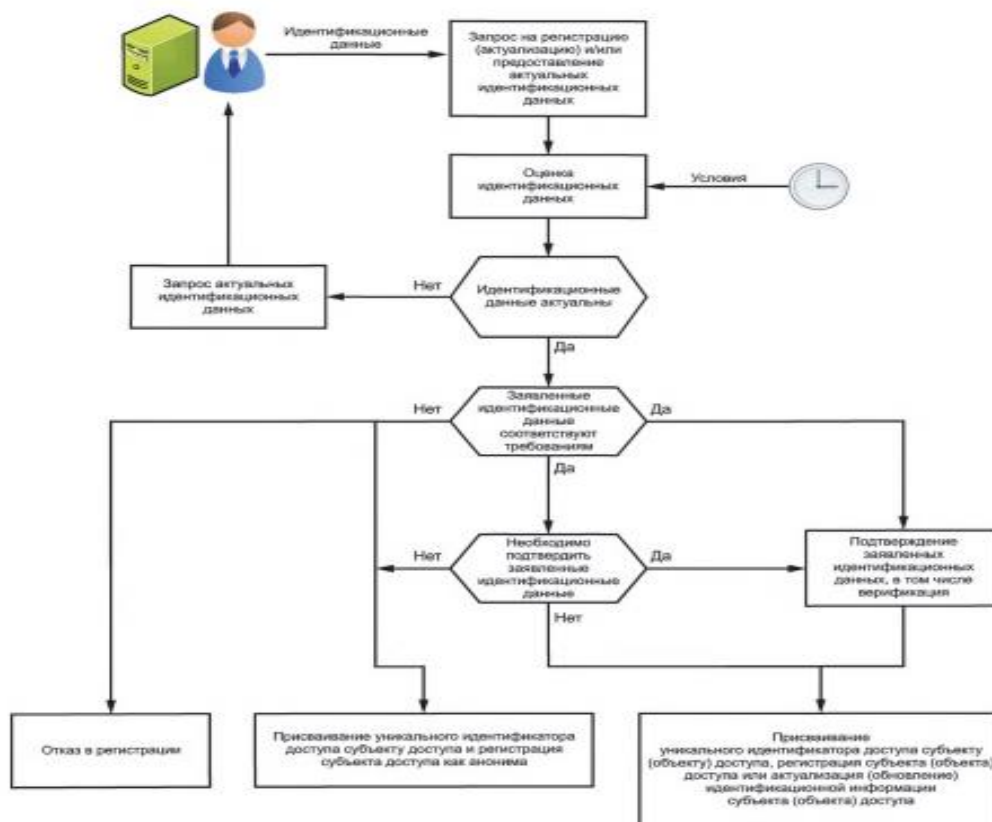 Идентификационные
данные
Запрос на регистрацию
(актуализацию) и/или
предоставление
актуальных
идентификационных
данных
Оценка
идентификационных
данных
Условия
Запрос актуальных
идентификационных
данных
Нет
Идентификационные
данные актуальны
Да
Нет
Заявленные
идентификационные
данные
соответствуют
требованиям
Да
Да
Нет
Необходимо
подтвердить
заявленные
идентификационные
данные
Да
Подтверждение
заявленных
идентификационных
данных, в том числе
верификация
Нет
Отказ в регистрации
Присваивание уникального идентификатора
доступа субъекту доступа и регистрация
субъекта доступа как анонима
Присваивание
уникального идентификатора доступа субъекту
(объекту) доступа, регистрация субъекта (объекта)
доступа или актуализация (обновление)
идентификационной информации
субъекта (объекта) доступа